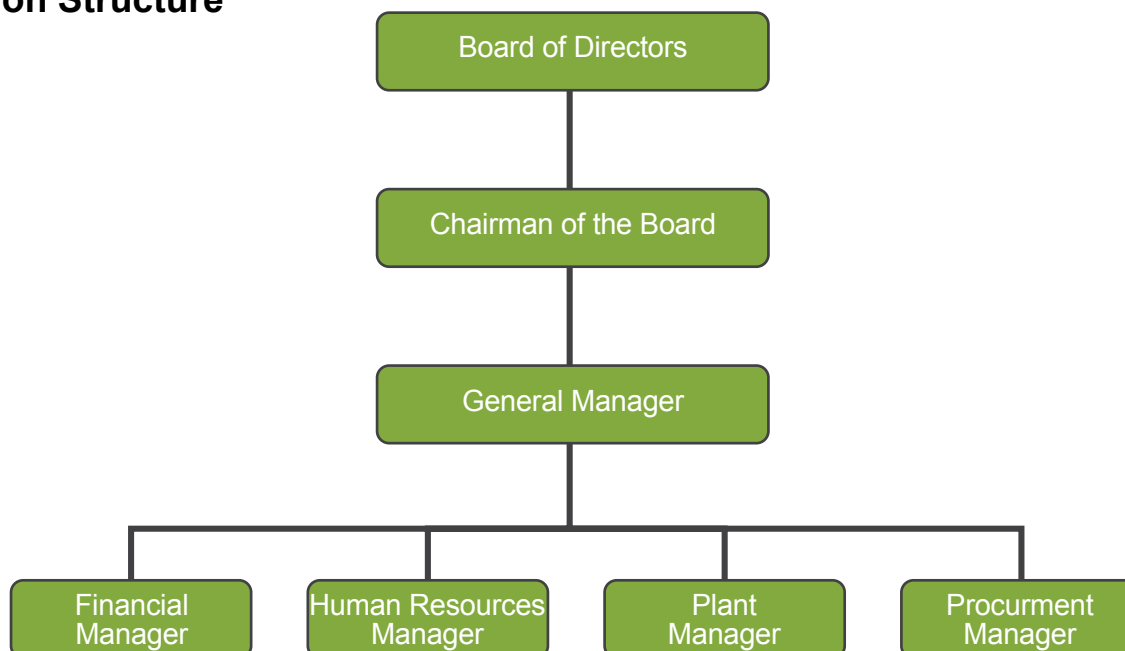 on Structure
Board of Directors
Chairman of the Board
General Manager
Financial
Manager
Human Resources
Manager
Plant
Manager
Procurment
Manager